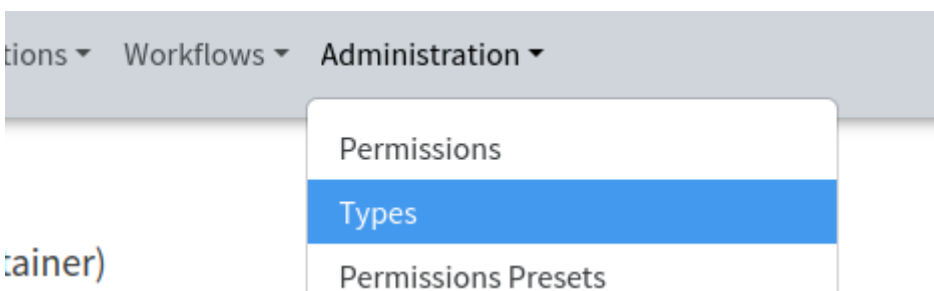 tions Workflows Administration
Permissions
Types
tainer)
Permissions Presets